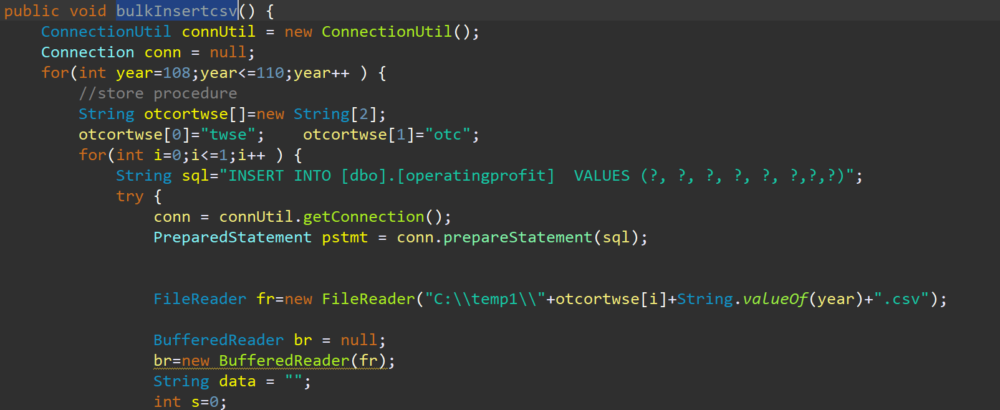 public void bulkInsertcsv() {
    ConnectionUtil connUtil = new ConnectionUtil();
    Connection conn = null;
    for(int year=108;year<=110;year++ ) {
        //store procedure
        String otcortwse[]=new String[2];
        otcortwse[0]="twse";    otcortwse[1]="otc";
        for(int i=0;i<=1;i++ ) {
            String sql="INSERT INTO [dbo].[operatingprofit]  VALUES (?, ?, ?, ?, ?, ?,?,?)";
            try {
                conn = connUtil.getConnection();
                PreparedStatement pstmt = conn.prepareStatement(sql);
                FileReader fr=new FileReader("C:\\temp1\\"+otcortwse[i]+String.valueOf(year)+".csv");
                BufferedReader br = null;
                br=new BufferedReader(fr);
                String data = "";
                int s=0;